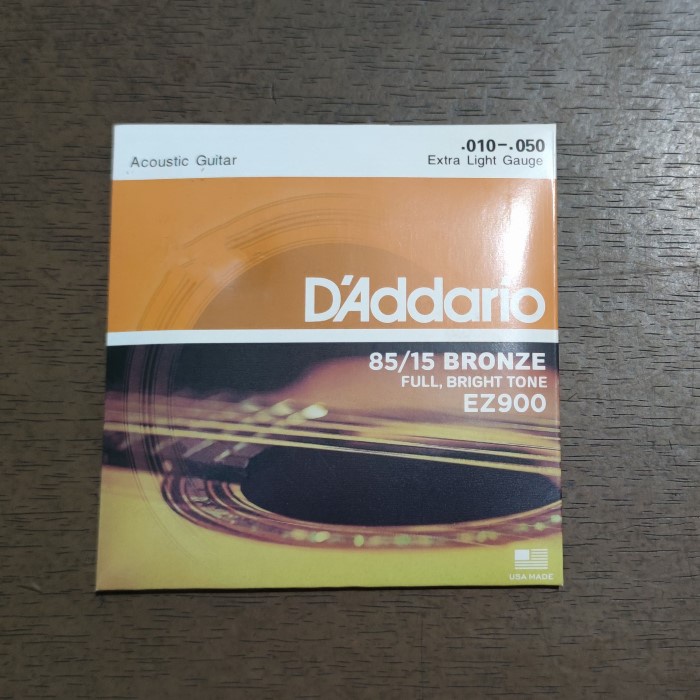 .010-.050
Acoustic Guitar
Extra Light Gauge
D'Addario
85/15 BRONZE
FULL, BRIGHT TONE
EZ900
USA MADE